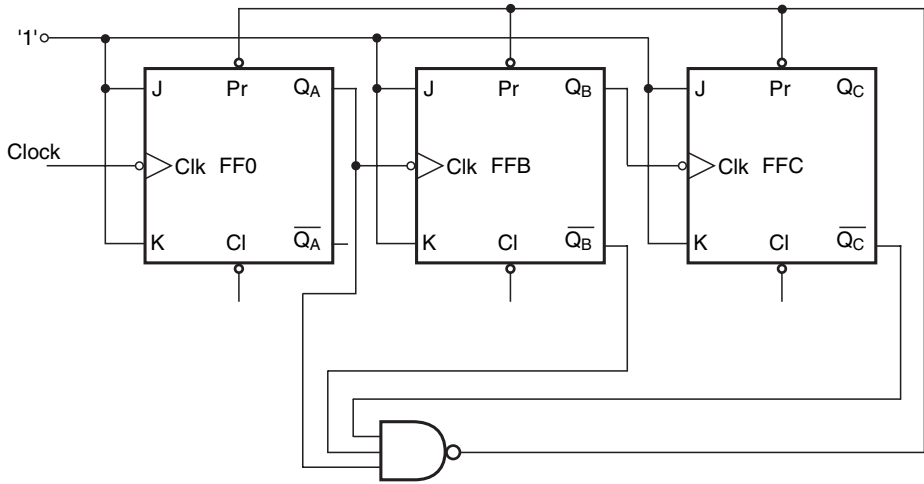 '1'
J Pr Q_A J Pr Q_B J Pr Q_C
Clock Clk FF0 Clk FFB Clk FFC
K Cl Q̅_A̅ K Cl Q̅_B̅ K Cl Q̅_C̅